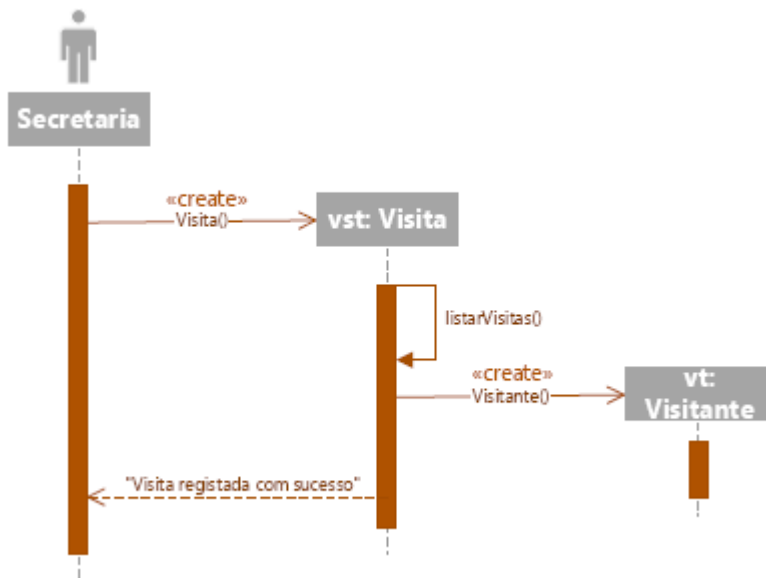 Secretaria
«create»
Visita()
vst: Visita
listarVisitas()
«create»
Visitante()
vt:
Visitante
"Visita registada com sucesso"